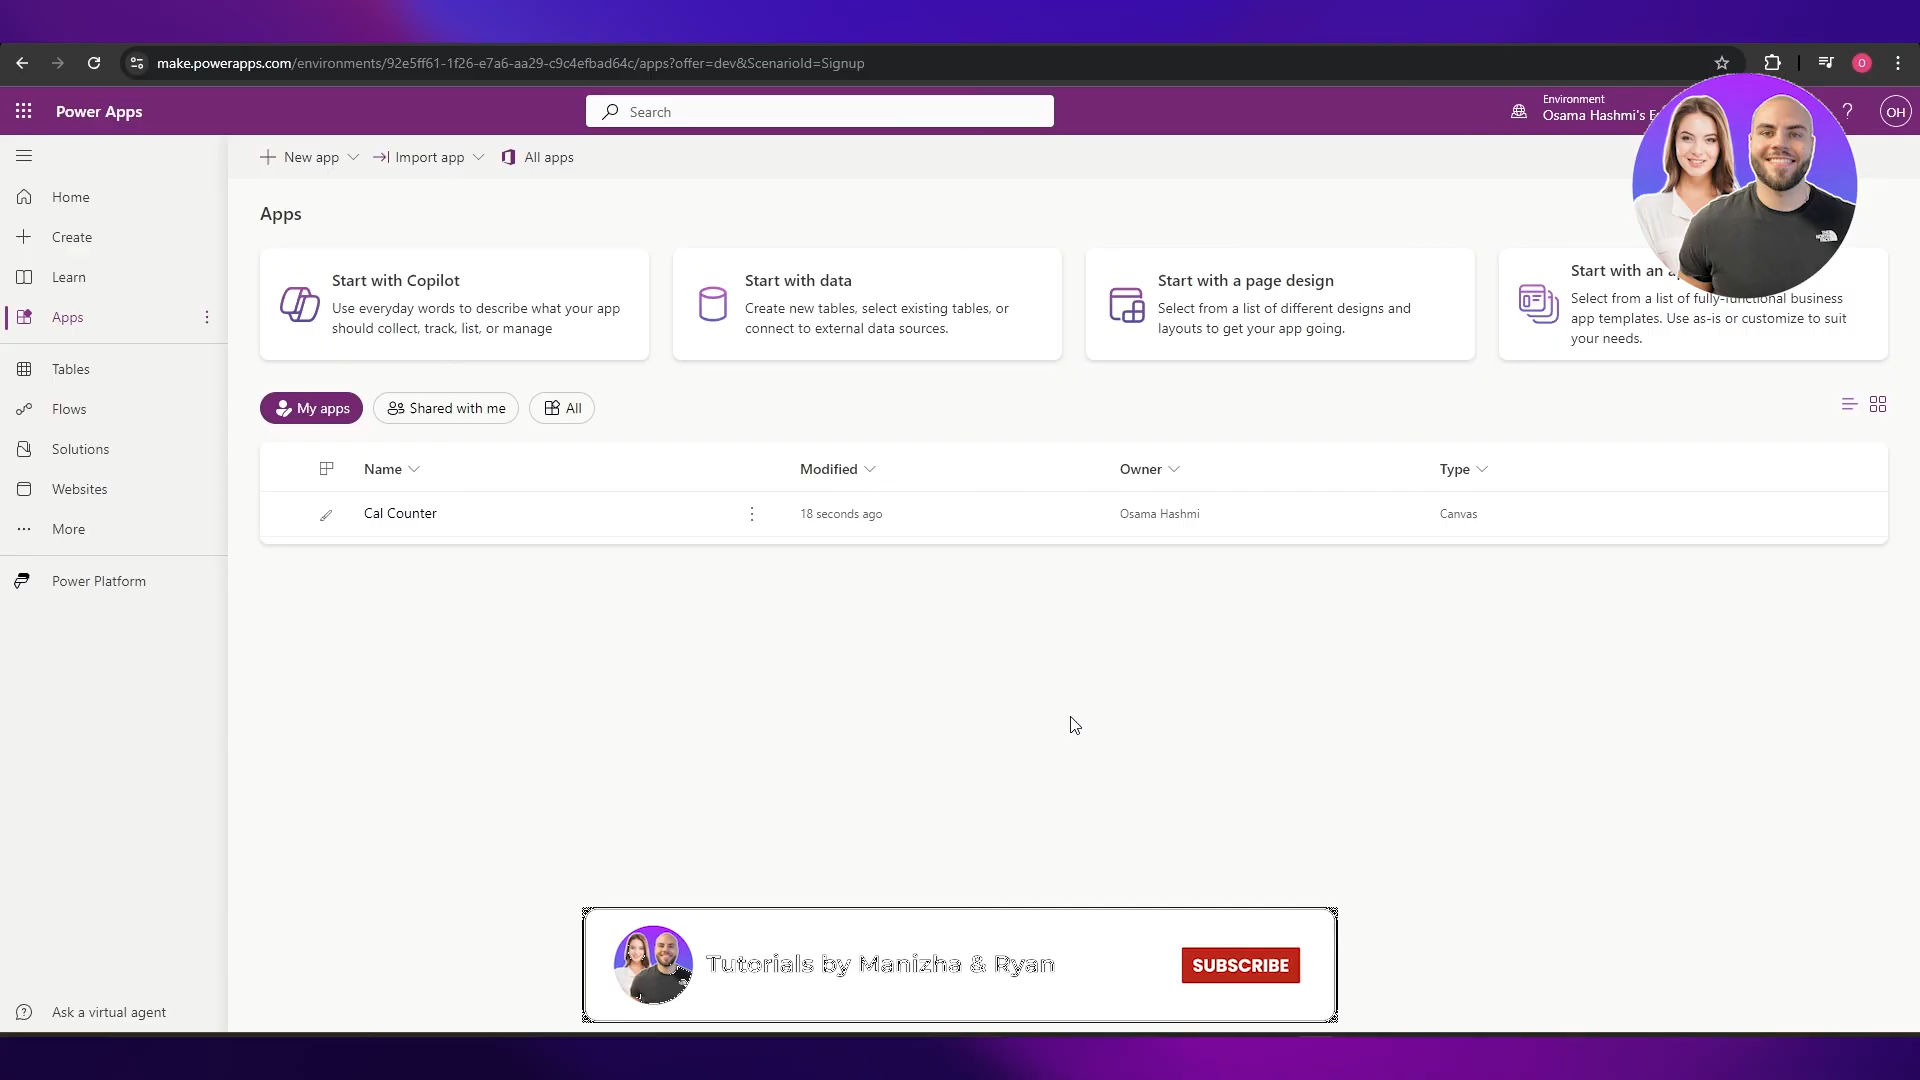 make.powerapps.com/environments/92e5ff61-1f26-e7a6-aa29-c9c4efbad64c/apps?offer=dev&ScenarioId=Signup
O
Power Apps
Search
Environment
Osama Hashmi's E
?
OH
New app
Import app
All apps
Home
Create
Learn
Apps
Tables
Flows
Solutions
Websites
More
Power Platform
Ask a virtual agent
Apps
Start with Copilot
Use everyday words to describe what your app
should collect, track, list, or manage
Start with data
Create new tables, select existing tables, or
connect to external data sources.
Start with a page design
Select from a list of different designs and
layouts to get your app going.
Start with an
Select from a list of fully-functional business
app templates. Use as-is or customize to suit
your needs.
My apps
Shared with me
All
Name
Modified
Owner
Type
Cal Counter
18 seconds ago
Osama Hashmi
Canvas
Tutorials by Manizha & Ryan
SUBSCRIBE